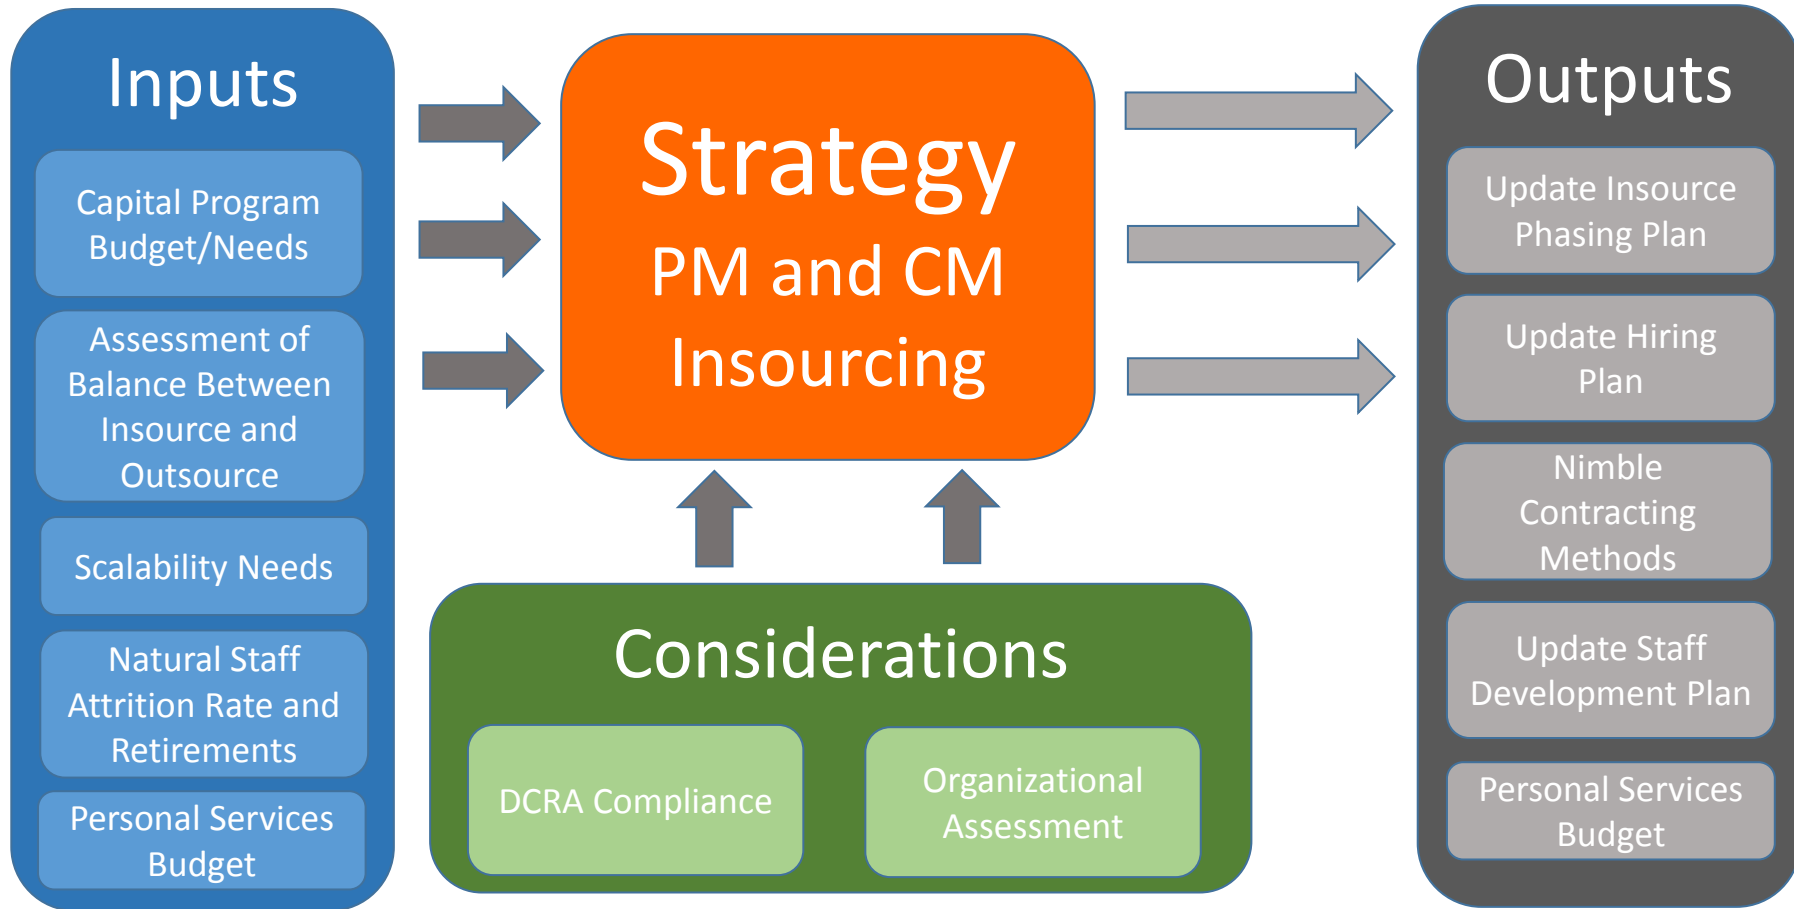 Inputs
Capital Program
Budget/Needs
Assessment of
Balance Between
Insource and
Outsource
Scalability Needs
Natural Staff
Attrition Rate and
Retirements
Personal Services
Budget
Strategy
PM and CM
Insourcing
Considerations
DCRA Compliance
Organizational
Assessment
Outputs
Update Insource
Phasing Plan
Update Hiring
Plan
Nimble
Contracting
Methods
Update Staff
Development Plan
Personal Services
Budget